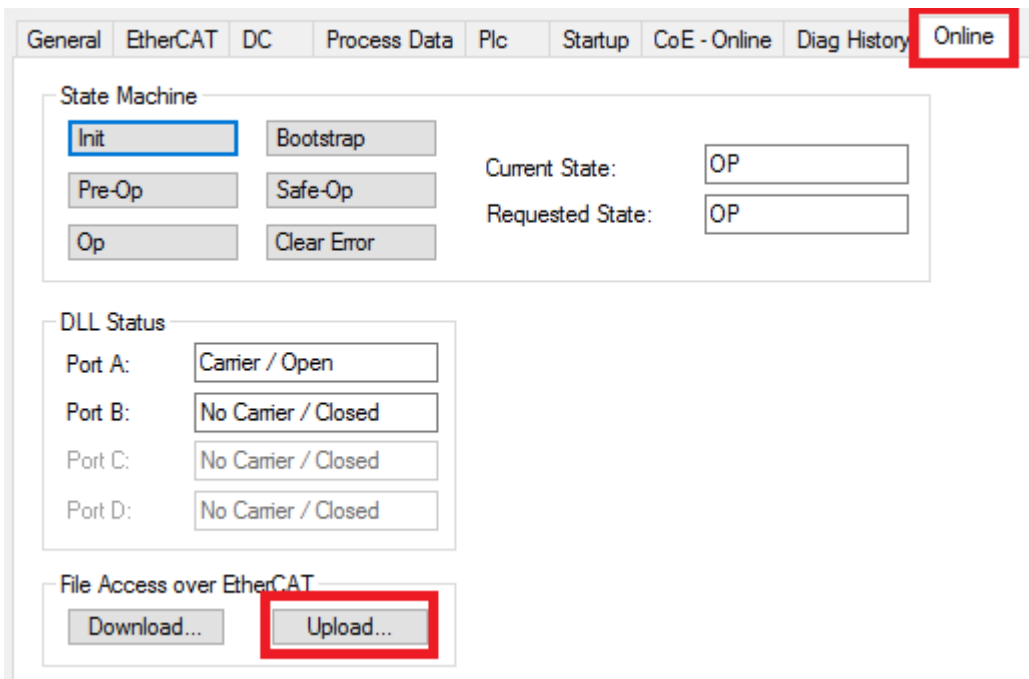 General EtherCAT DC Process Data Plc Startup CoE - Online Diag History Online
State Machine
Init Bootstrap
Current State: OP
Pre-Op Safe-Op
Requested State: OP
Op Clear Error
DLL Status
Port A: Carrier / Open
Port B: No Carrier / Closed
Port C: No Carrier / Closed
Port D: No Carrier / Closed
File Access over EtherCAT
Download... Upload...